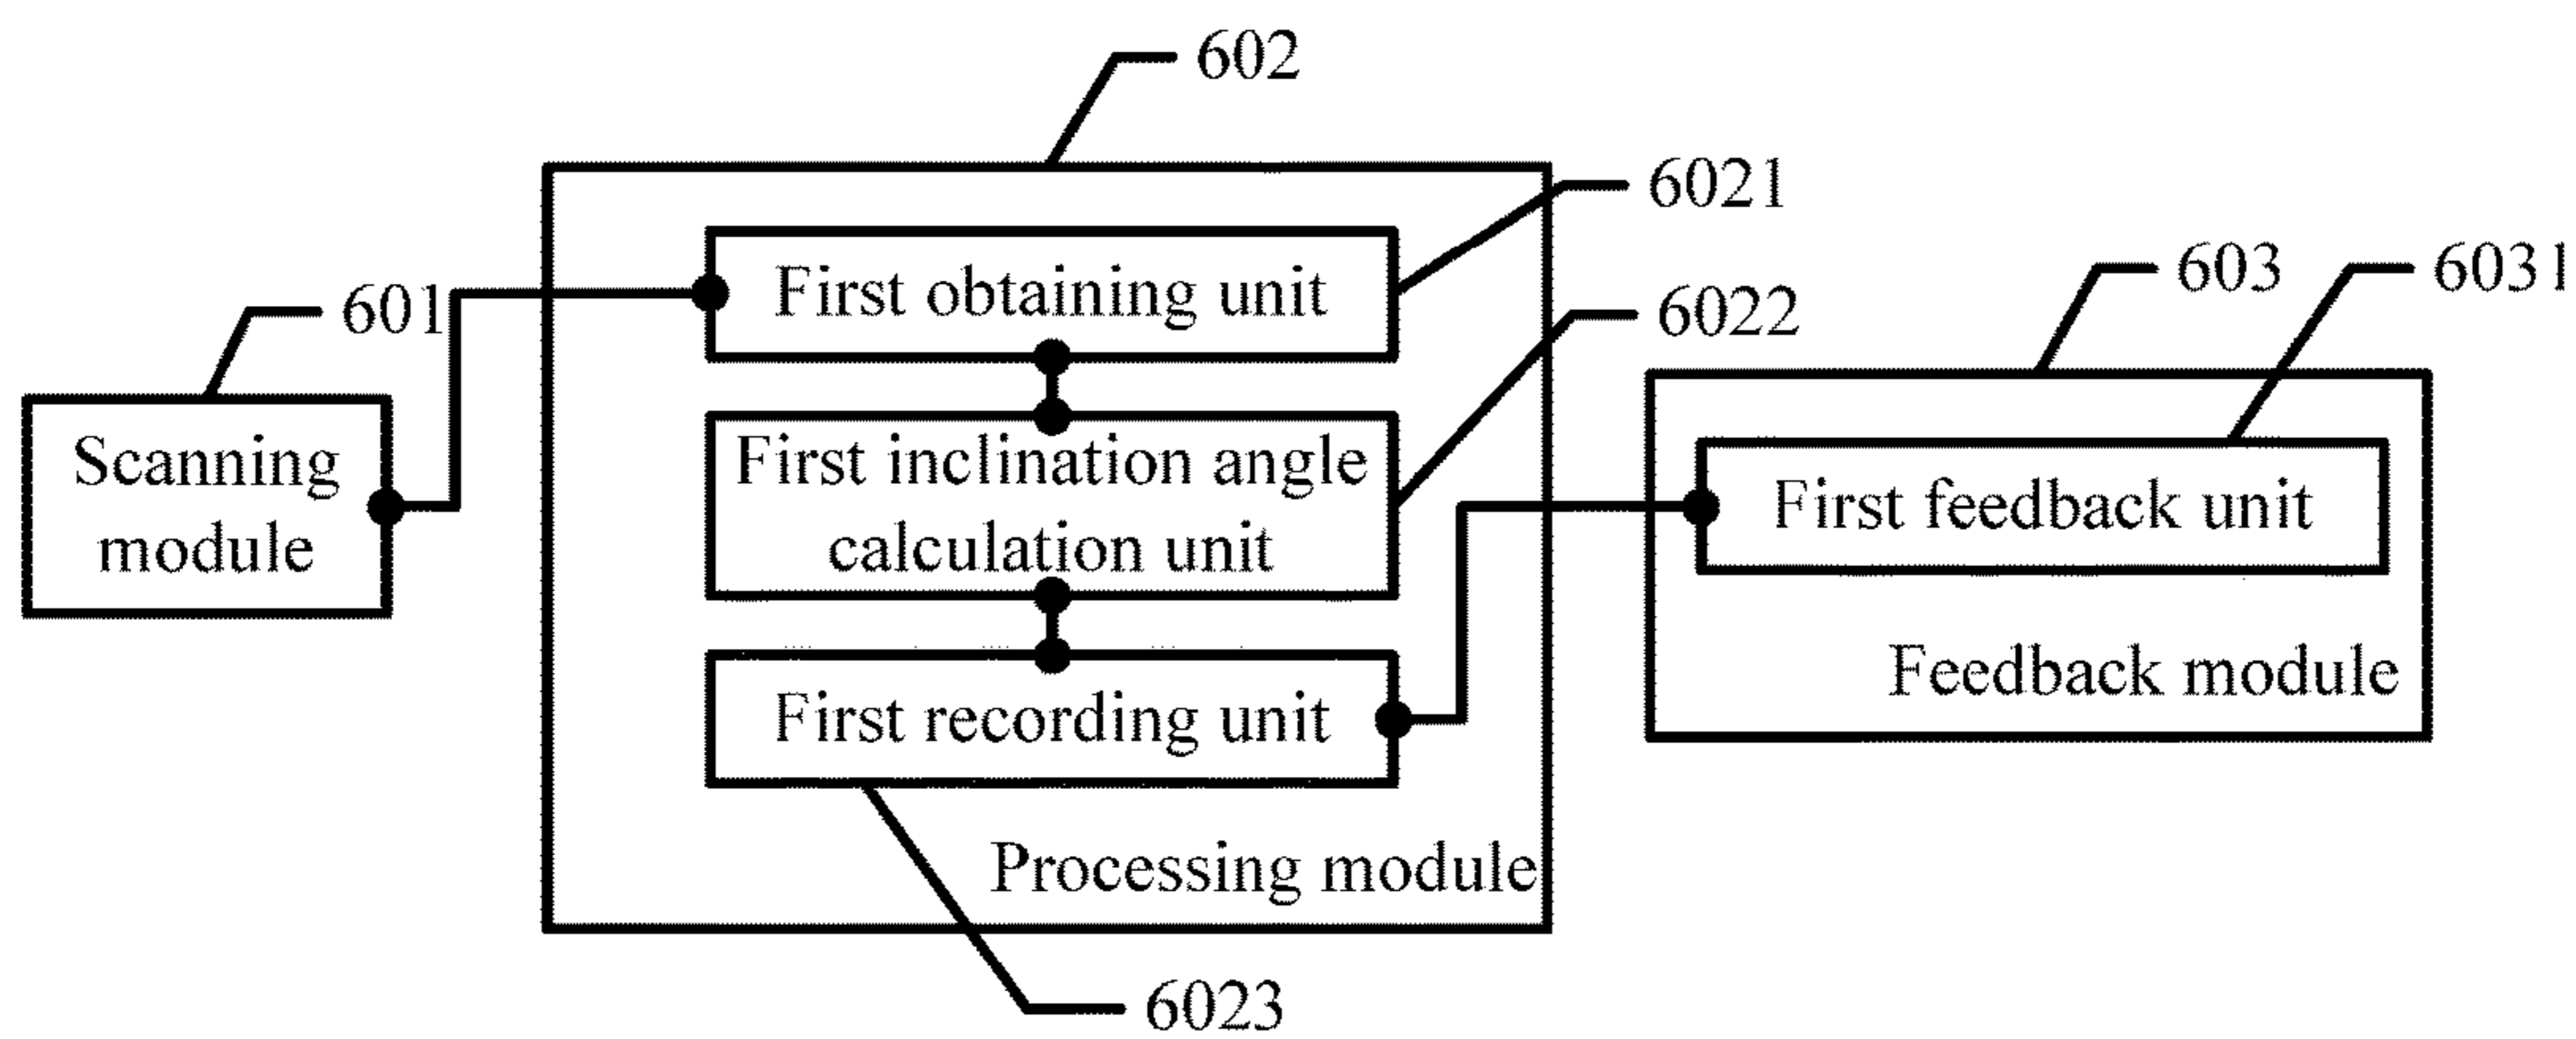 602
6021
First obtaining unit
603
6031
601
6022
Scanning
module
First inclination angle
calculation unit
First feedback unit
Feedback module
First recording unit
Processing module
6023